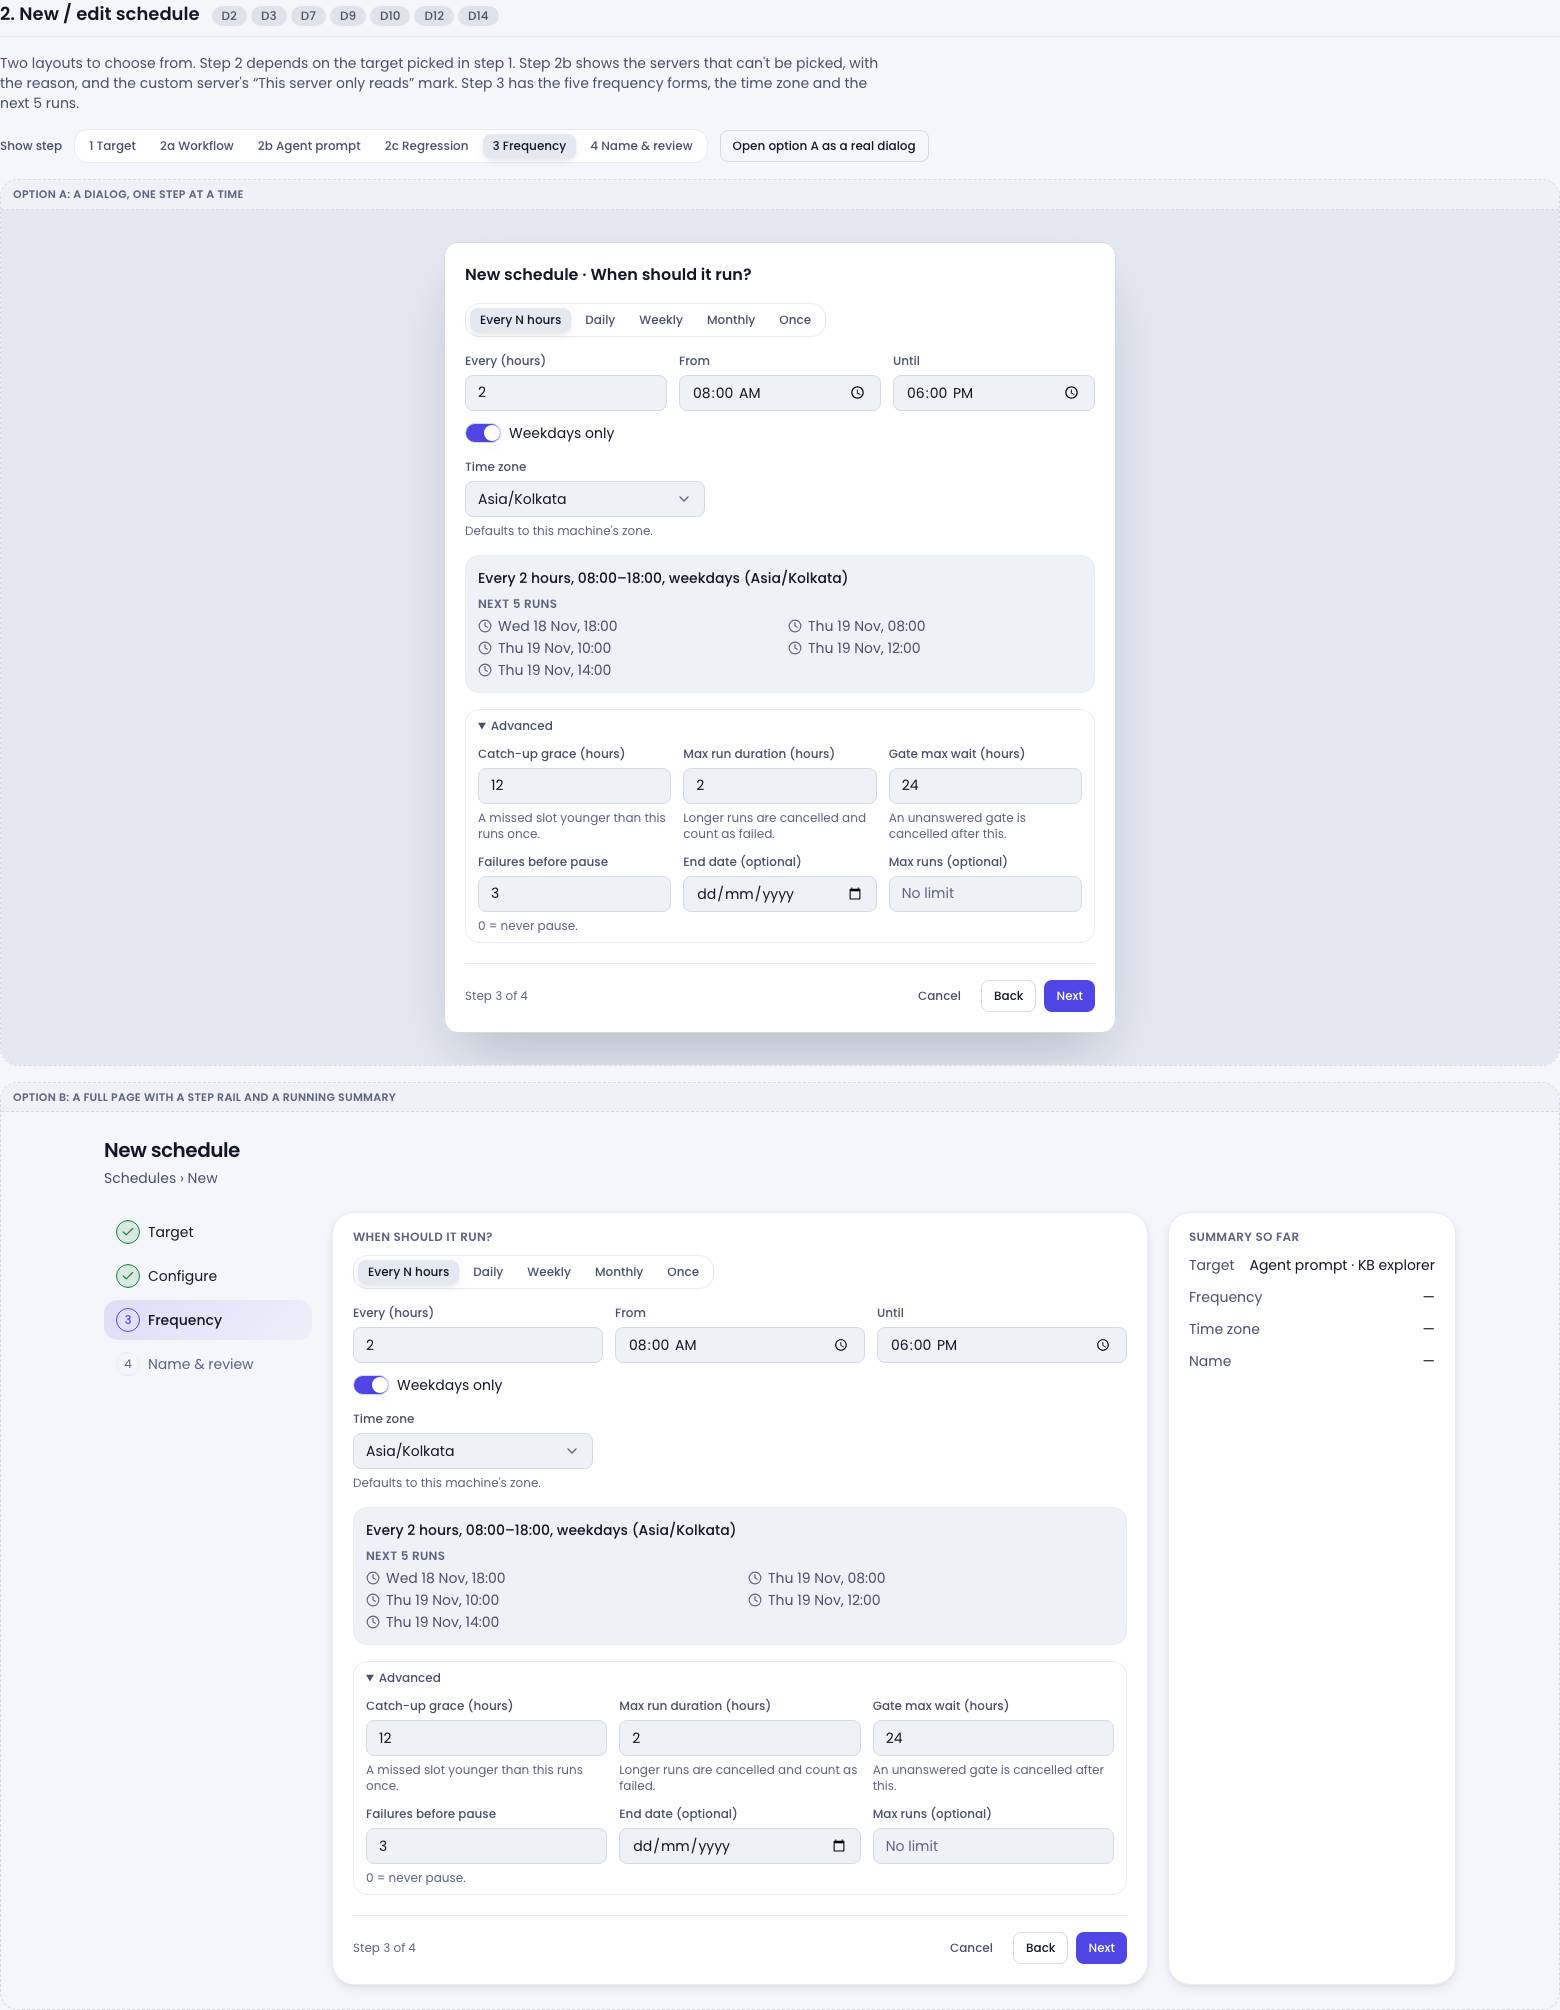 2. New / edit schedule D2 D3 D7 D9 D10 D12 D14
Two layouts to choose from. Step 2 depends on the target picked in step 1. Step 2b shows the servers that can't be picked, with
the reason, and the custom server's “This server only reads” mark. Step 3 has the five frequency forms, the time zone and the
next 5 runs.
Show step 1 Target 2a Workflow 2b Agent prompt 2c Regression 3 Frequency 4 Name & review Open option A as a real dialog
OPTION A: A DIALOG, ONE STEP AT A TIME
New schedule · When should it run?
Every N hours Daily Weekly Monthly Once
Every (hours) From Until
2 08:00 AM 06:00 PM
Weekdays only
Time zone
Asia/Kolkata
Defaults to this machine's zone.
Every 2 hours, 08:00–18:00, weekdays (Asia/Kolkata)
NEXT 5 RUNS
Wed 18 Nov, 18:00 Thu 19 Nov, 08:00
Thu 19 Nov, 10:00 Thu 19 Nov, 12:00
Thu 19 Nov, 14:00
Advanced
Catch-up grace (hours) Max run duration (hours) Gate max wait (hours)
12 2 24
A missed slot younger than this Longer runs are cancelled and An unanswered gate is
runs once. count as failed. cancelled after this.
Failures before pause End date (optional) Max runs (optional)
3 dd/mm/yyyy No limit
0 = never pause.
Step 3 of 4 Cancel Back Next
OPTION B: A FULL PAGE WITH A STEP RAIL AND A RUNNING SUMMARY
New schedule
Schedules › New
Target
Configure
3 Frequency
4 Name & review
WHEN SHOULD IT RUN?
Every N hours Daily Weekly Monthly Once
Every (hours) From Until
2 08:00 AM 06:00 PM
Weekdays only
Time zone
Asia/Kolkata
Defaults to this machine's zone.
Every 2 hours, 08:00–18:00, weekdays (Asia/Kolkata)
NEXT 5 RUNS
Wed 18 Nov, 18:00 Thu 19 Nov, 08:00
Thu 19 Nov, 10:00 Thu 19 Nov, 12:00
Thu 19 Nov, 14:00
Advanced
Catch-up grace (hours) Max run duration (hours) Gate max wait (hours)
12 2 24
A missed slot younger than this runs Longer runs are cancelled and count as An unanswered gate is cancelled after
once. failed. this.
Failures before pause End date (optional) Max runs (optional)
3 dd/mm/yyyy No limit
0 = never pause.
Step 3 of 4 Cancel Back Next
SUMMARY SO FAR
Target Agent prompt · KB explorer
Frequency —
Time zone —
Name —